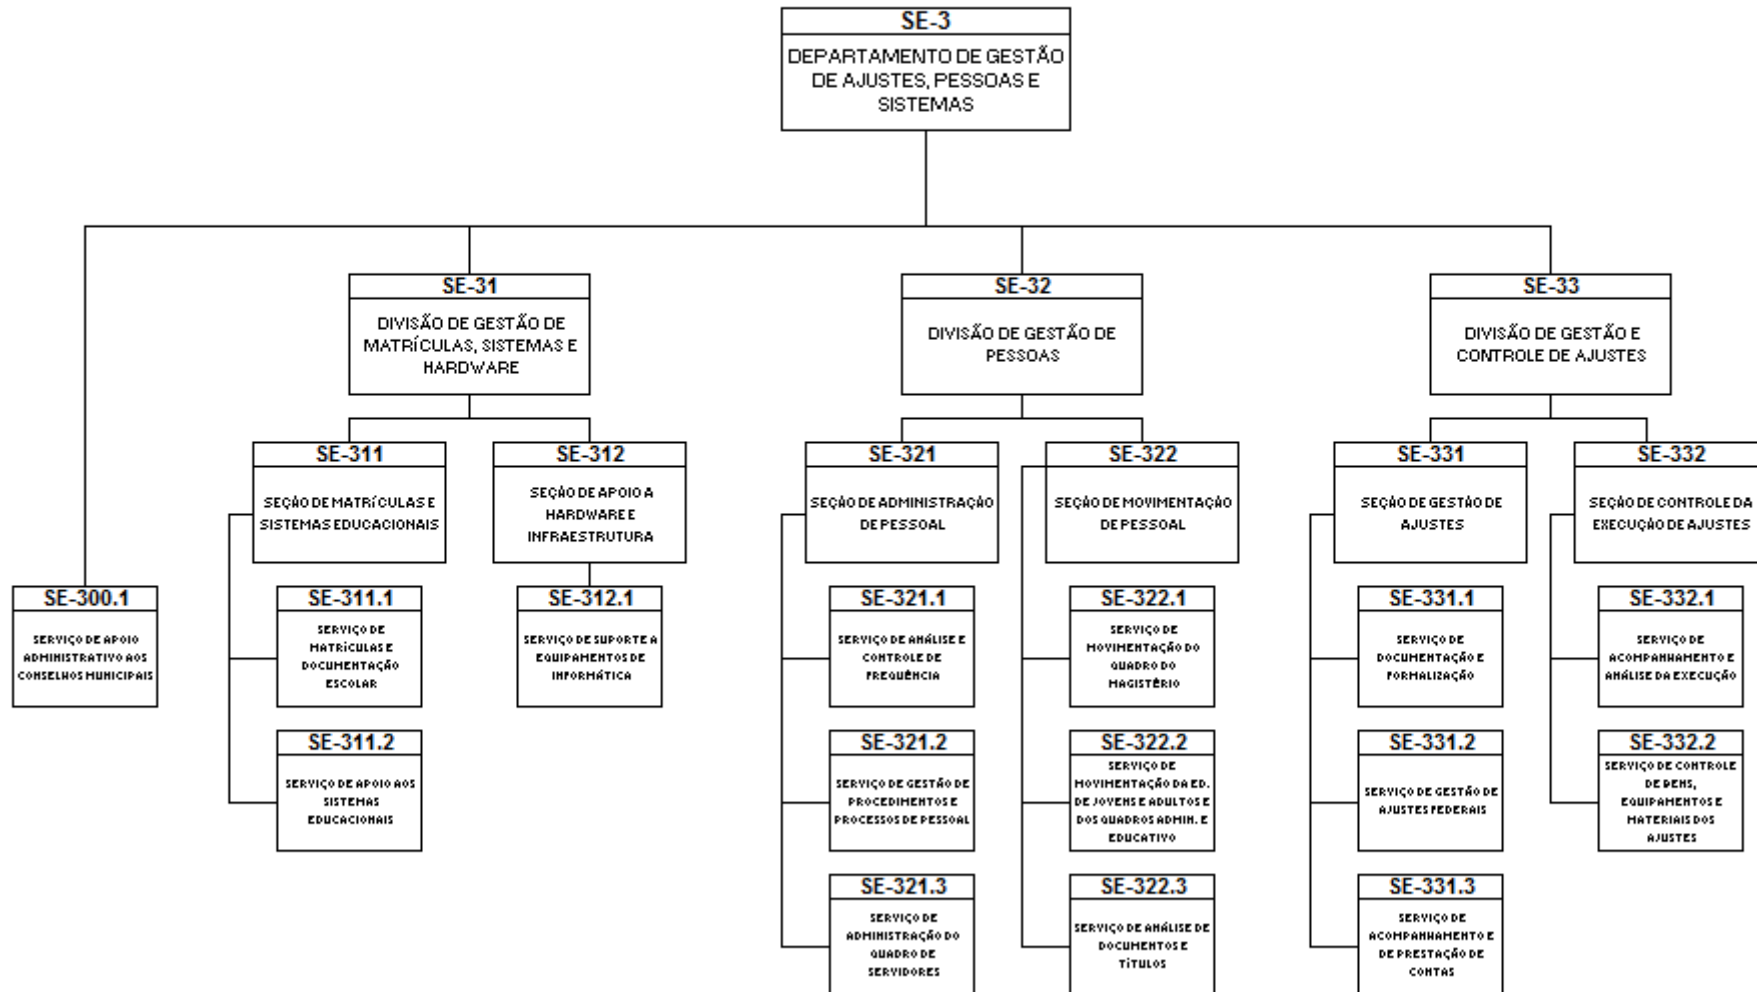 SE-3
DEPARTAMENTO DE GESTÃO
DE AJUSTES, PESSOAS E
SISTEMAS
SE-31
DIVISÃO DE GESTÃO DE
MATRÍCULAS, SISTEMAS E
HARDWARE
SE-32
DIVISÃO DE GESTÃO DE
PESSOAS
SE-33
DIVISÃO DE GESTÃO E
CONTROLE DE AJUSTES
SE-311
SEÇÃO DE MATRÍCULAS E
SISTEMAS EDUCACIONAIS
SE-312
SEÇÃO DE APOIO A
HARDWARE E
INFRAESTRUTURA
SE-321
SEÇÃO DE ADMINISTRAÇÃO
DE PESSOAL
SE-322
SEÇÃO DE MOVIMENTAÇÃO
DE PESSOAL
SE-331
SEÇÃO DE GESTÃO DE
AJUSTES
SE-332
SEÇÃO DE CONTROLE DA
EXECUÇÃO DE AJUSTES
SE-300.1
SERVIÇO DE APOIO
ADMINISTRATIVO AOS
CONSELHOS MUNICIPAIS
SE-311.1
SERVIÇO DE
MATRÍCULAS E
DOCUMENTAÇÃO
ESCOLAR
SE-312.1
SERVIÇO DE SUPORTE A
EQUIPAMENTOS DE
INFORMÁTICA
SE-321.1
SERVIÇO DE ANÁLISE E
CONTROLE DE
FREQUÊNCIA
SE-322.1
SERVIÇO DE
MOVIMENTAÇÃO DO
QUADRO DO
MAGISTÉRIO
SE-331.1
SERVIÇO DE
DOCUMENTAÇÃO E
FORMALIZAÇÃO
SE-332.1
SERVIÇO DE
ACOMPANHAMENTO E
ANÁLISE DA EXECUÇÃO
SE-311.2
SERVIÇO DE APOIO AOS
SISTEMAS
EDUCACIONAIS
SE-321.2
SERVIÇO DE GESTÃO DE
PROCEDIMENTOS E
PROCESSOS DE PESSOAL
SE-322.2
SERVIÇO DE
MOVIMENTAÇÃO DA ED.
DE JOVENS E ADULTOS E
DOS QUADROS ADMIN. E
EDUCATIVO
SE-331.2
SERVIÇO DE GESTÃO DE
AJUSTES FEDERAIS
SE-332.2
SERVIÇO DE CONTROLE
DE BENS,
EQUIPAMENTOS E
MATERIAIS DOS
AJUSTES
SE-321.3
SERVIÇO DE
ADMINISTRAÇÃO DO
QUADRO DE
SERVIDORES
SE-322.3
SERVIÇO DE ANÁLISE DE
DOCUMENTOS E
TÍTULOS
SE-331.3
SERVIÇO DE
ACOMPANHAMENTO E
DE PRESTAÇÃO DE
CONTAS